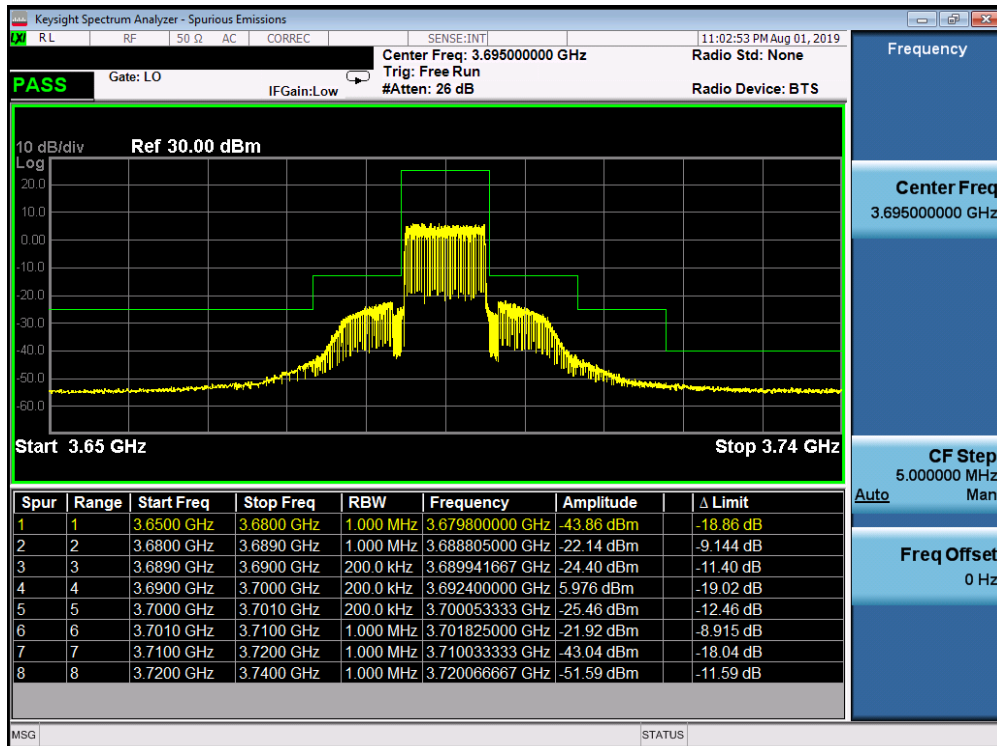 Keysight Spectrum Analyzer - Spurious Emissions
LXI RL RF 50 Ω AC CORREC SENSE:INT 11:02:53 PM Aug 01, 2019
Center Freq: 3.695000000 GHz Radio Std: None
Gate: LO Trig: Free Run
PASS IFGain:Low #Atten: 26 dB Radio Device: BTS
10 dB/div Ref 30.00 dBm
Log
20.0
10.0
0.00
-10.0
-20.0
-30.0
-40.0
-50.0
-60.0
Start 3.65 GHz Stop 3.74 GHz
Spur Range Start Freq Stop Freq RBW Frequency Amplitude Δ Limit
1 1 3.6500 GHz 3.6800 GHz 1.000 MHz 3.679800000 GHz -43.86 dBm -18.86 dB
2 2 3.6800 GHz 3.6890 GHz 1.000 MHz 3.688805000 GHz -22.14 dBm -9.144 dB
3 3 3.6890 GHz 3.6900 GHz 200.0 kHz 3.689941667 GHz -24.40 dBm -11.40 dB
4 4 3.6900 GHz 3.7000 GHz 200.0 kHz 3.692400000 GHz 5.976 dBm -19.02 dB
5 5 3.7000 GHz 3.7010 GHz 200.0 kHz 3.700053333 GHz -25.46 dBm -12.46 dB
6 6 3.7010 GHz 3.7100 GHz 1.000 MHz 3.701825000 GHz -21.92 dBm -8.915 dB
7 7 3.7100 GHz 3.7200 GHz 1.000 MHz 3.710033333 GHz -43.04 dBm -18.04 dB
8 8 3.7200 GHz 3.7400 GHz 1.000 MHz 3.720066667 GHz -51.59 dBm -11.59 dB
MSG STATUS
Frequency
Center Freq
3.695000000 GHz
CF Step
5.000000 MHz
Auto Man
Freq Offset
0 Hz